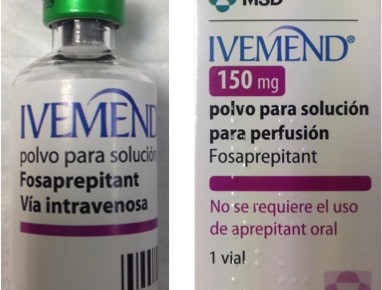 IVEMEND
polvo para solución
Fosaprepitant
Vía intravenosa
MSD
IVEMEND®
150 mg
polvo para solución
para perfusión
Fosaprepitant
No se requiere el uso
de aprepitant oral
1 vial